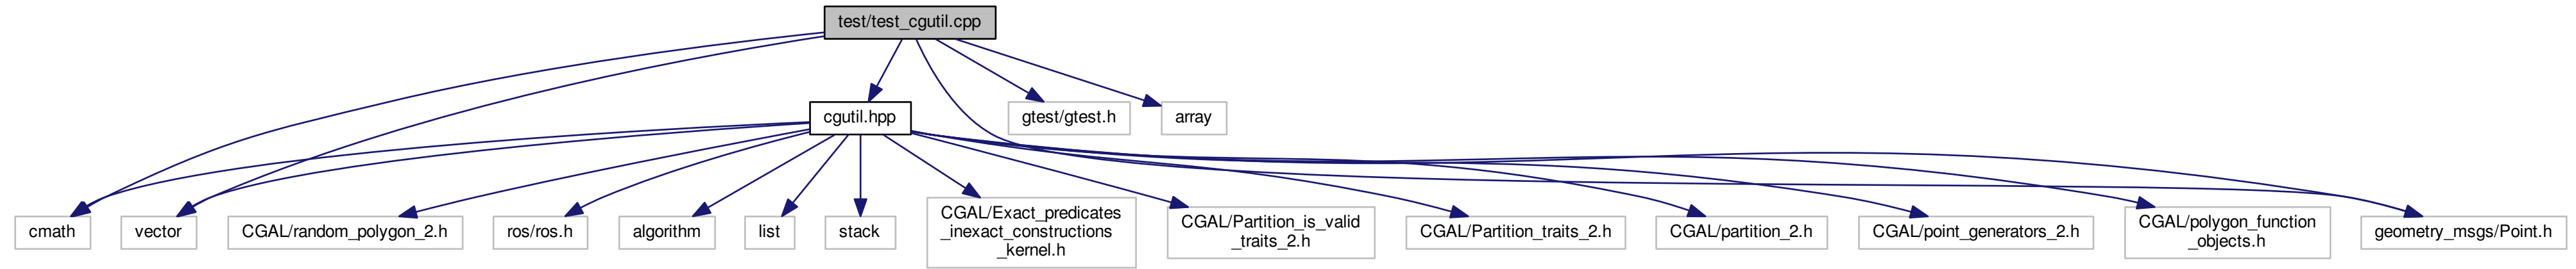 test/test_cgutil.cpp
cgutil.hpp
gtest/gtest.h
array
cmath
vector
CGAL/random_polygon_2.h
ros/ros.h
algorithm
list
stack
CGAL/Exact_predicates
_inexact_constructions
_kernel.h
CGAL/Partition_is_valid
_traits_2.h
CGAL/Partition_traits_2.h
CGAL/partition_2.h
CGAL/point_generators_2.h
CGAL/polygon_function
_objects.h
geometry_msgs/Point.h